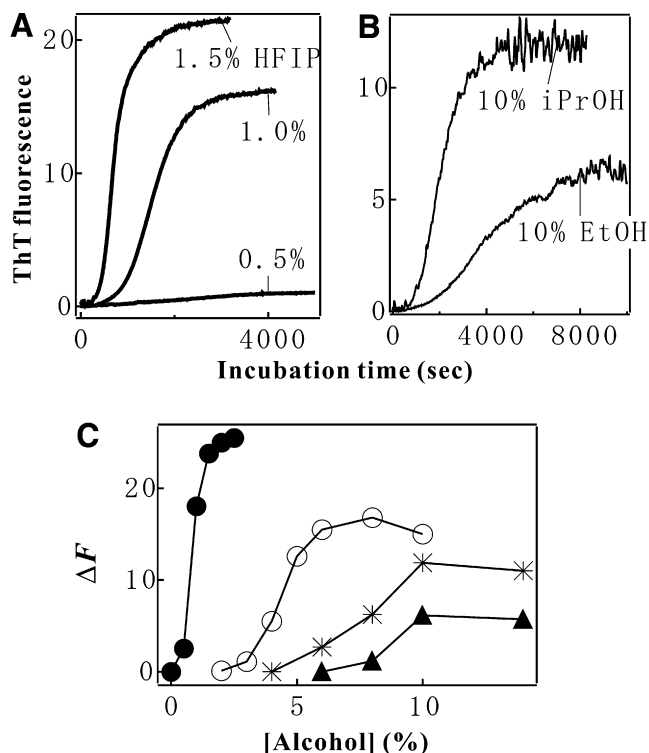 A
20
1.5% HFIP
1.0%
10
0.5%
0
0
4000
ThT fluorescence
B
10
10% iPrOH
5
10% EtOH
0
0
4000
8000
Incubation time (sec)
C
20
10
0
ΔF
0
5
10
[Alcohol] (%)